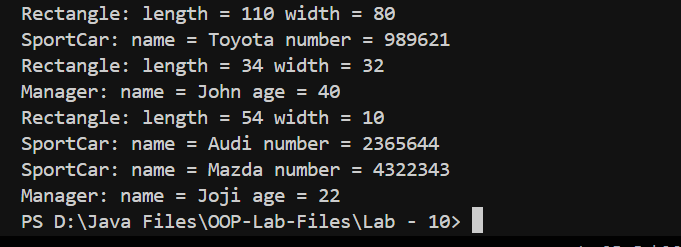 Rectangle: length = 110 width = 80
SportCar: name = Toyota number = 989621
Rectangle: length = 34 width = 32
Manager: name = John age = 40
Rectangle: length = 54 width = 10
SportCar: name = Audi number = 2365644
SportCar: name = Mazda number = 4322343
Manager: name = Joji age = 22
PS D:\Java Files\OOP-Lab-Files\Lab - 10>